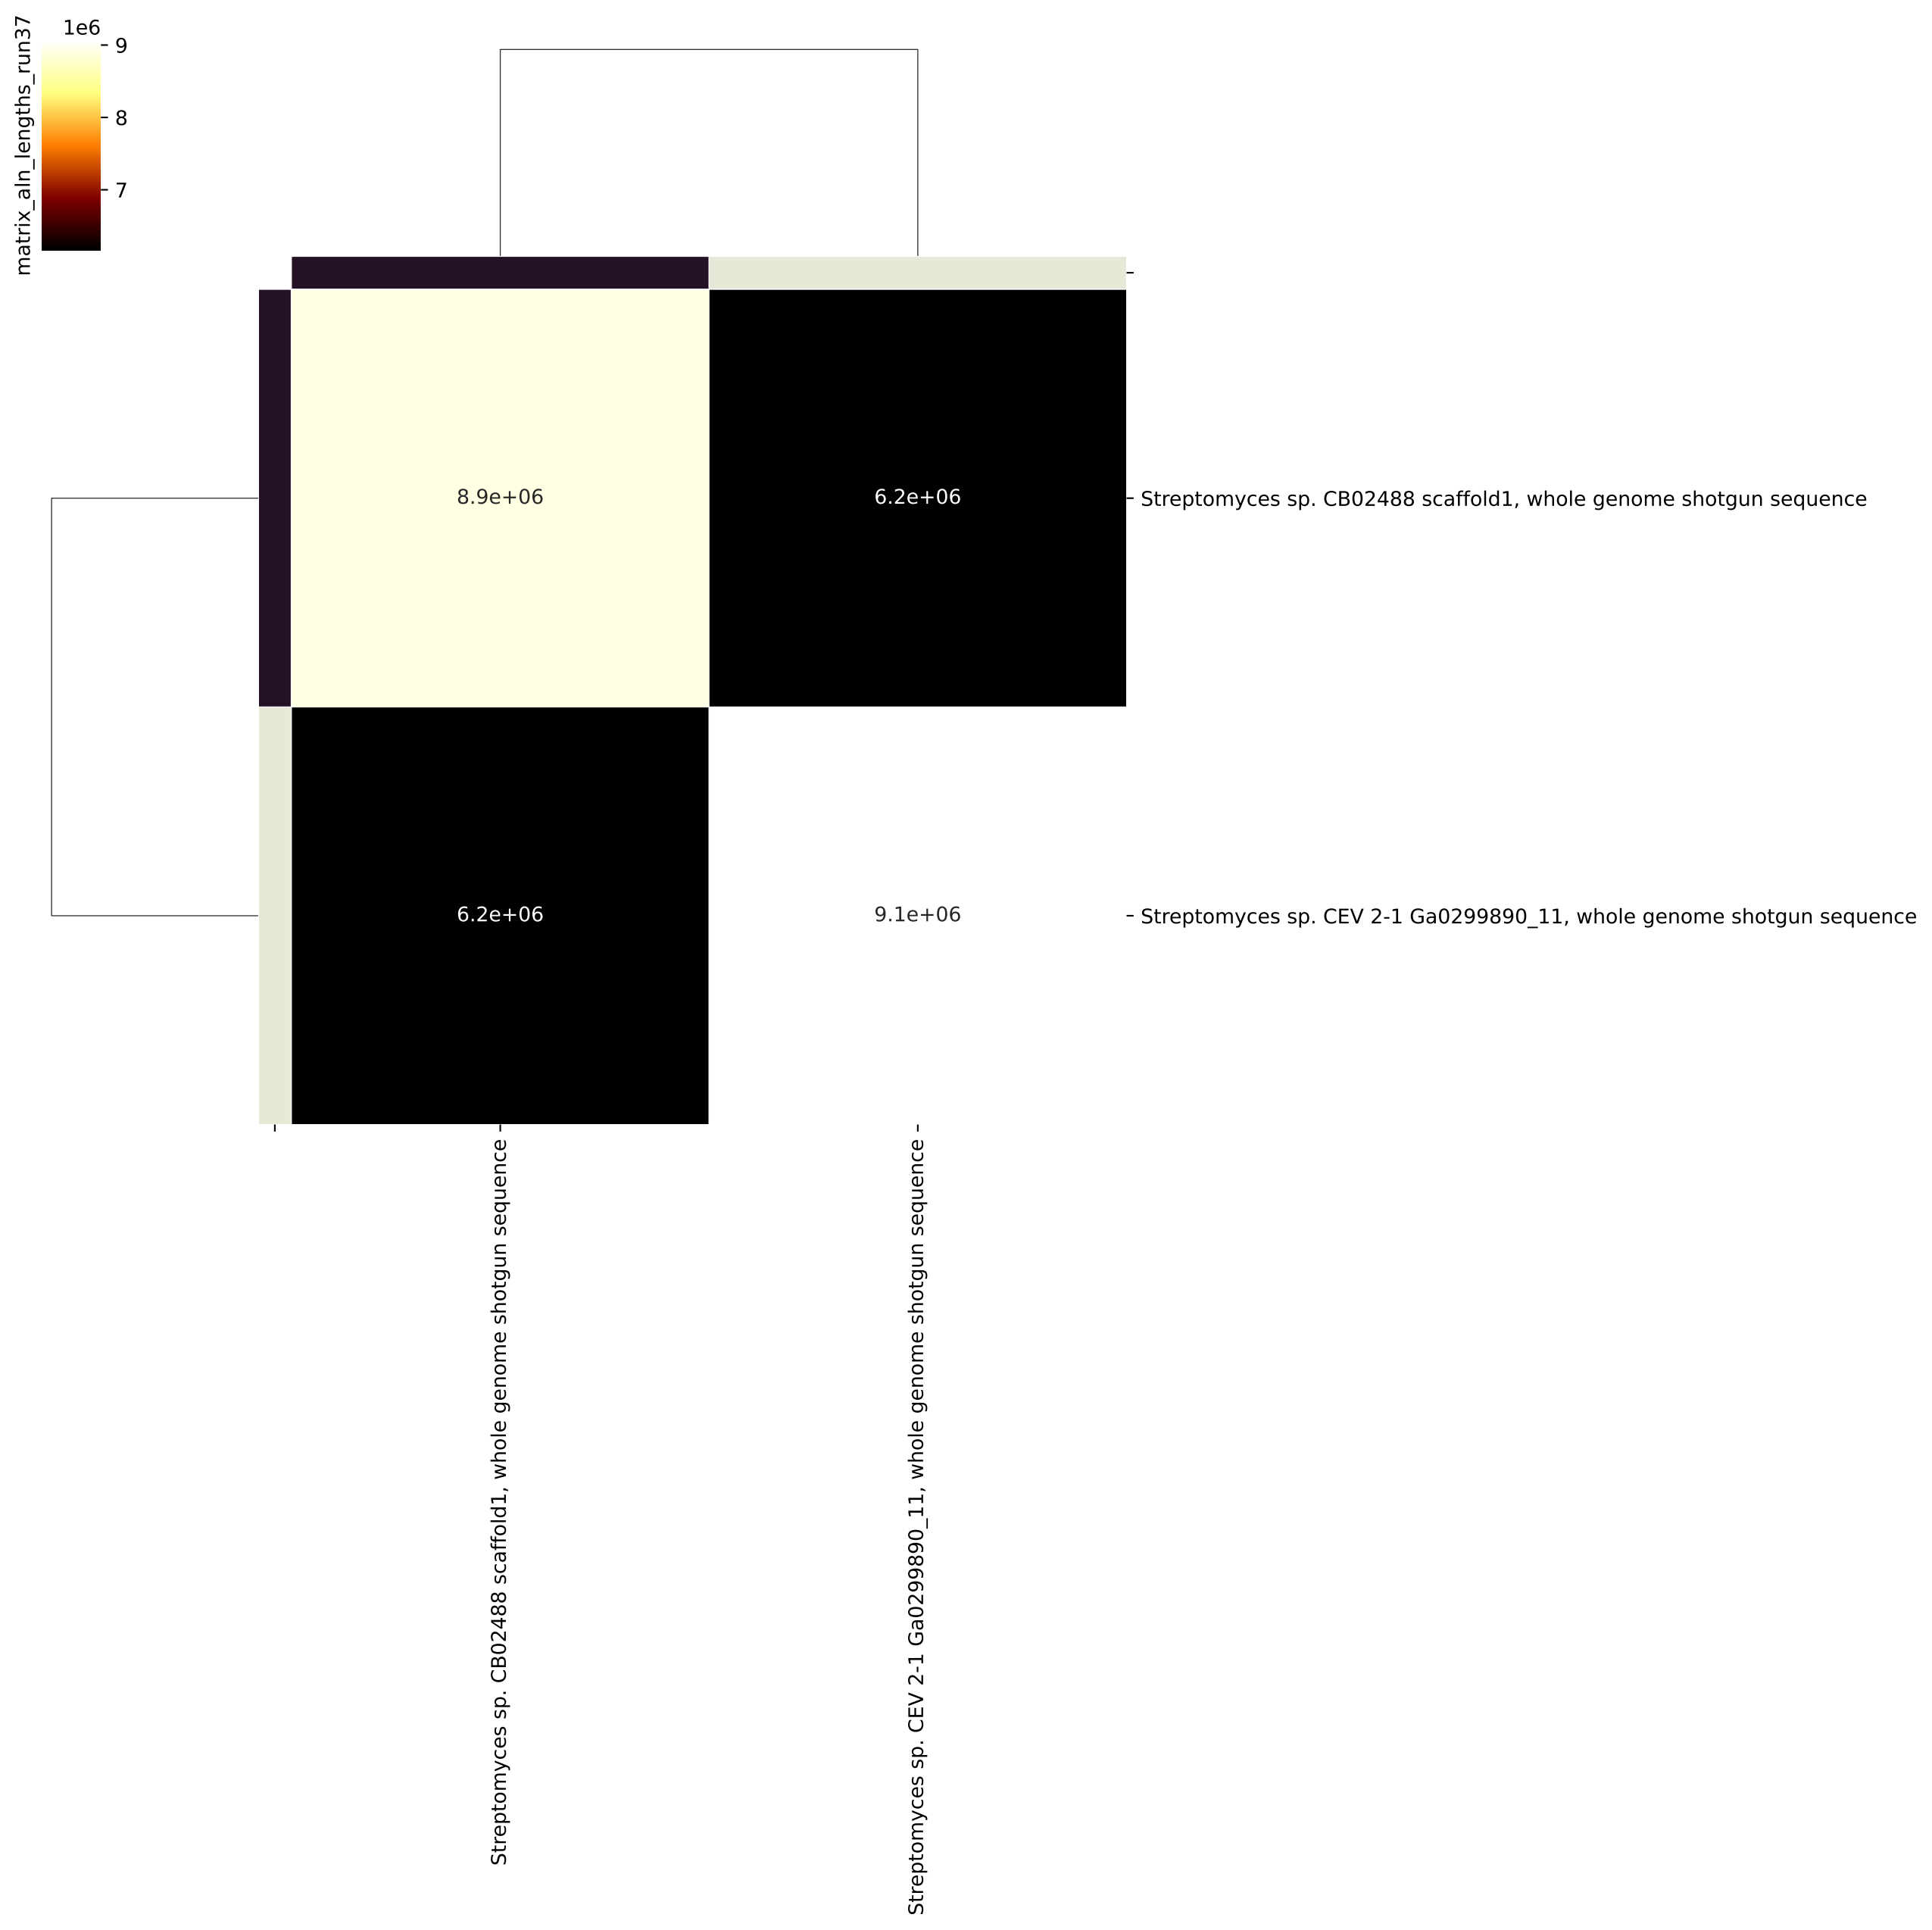 matrix_aln_lengths_run37
1e6
9
8
7
8.9e+06
6.2e+06
Streptomyces sp. CB02488 scaffold1, whole genome shotgun sequence
6.2e+06
9.1e+06
Streptomyces sp. CEV 2-1 Ga0299890_11, whole genome shotgun sequence
Streptomyces sp. CB02488 scaffold1, whole genome shotgun sequence
Streptomyces sp. CEV 2-1 Ga0299890_11, whole genome shotgun sequence